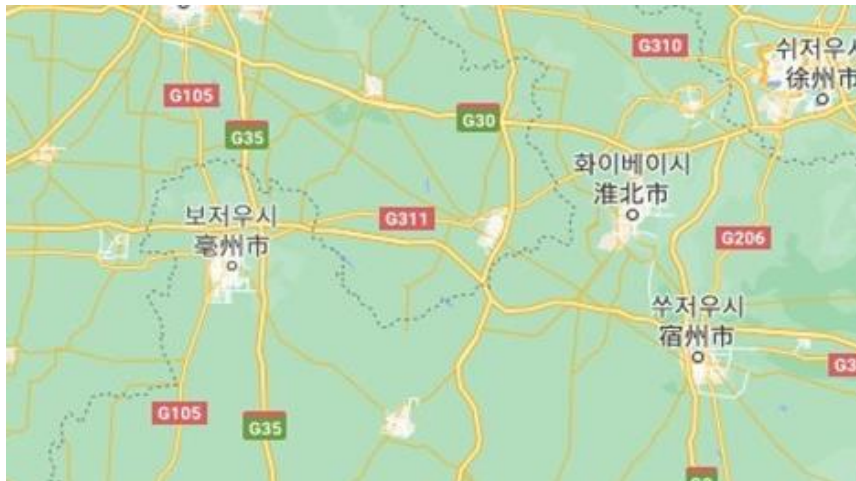 G310
쉬저우시
徐州市
G105
G30
G35
화이베이시
淮北市
보저우시
亳州市
G311
G206
쑤저우시
宿州市
G3
G105
G35